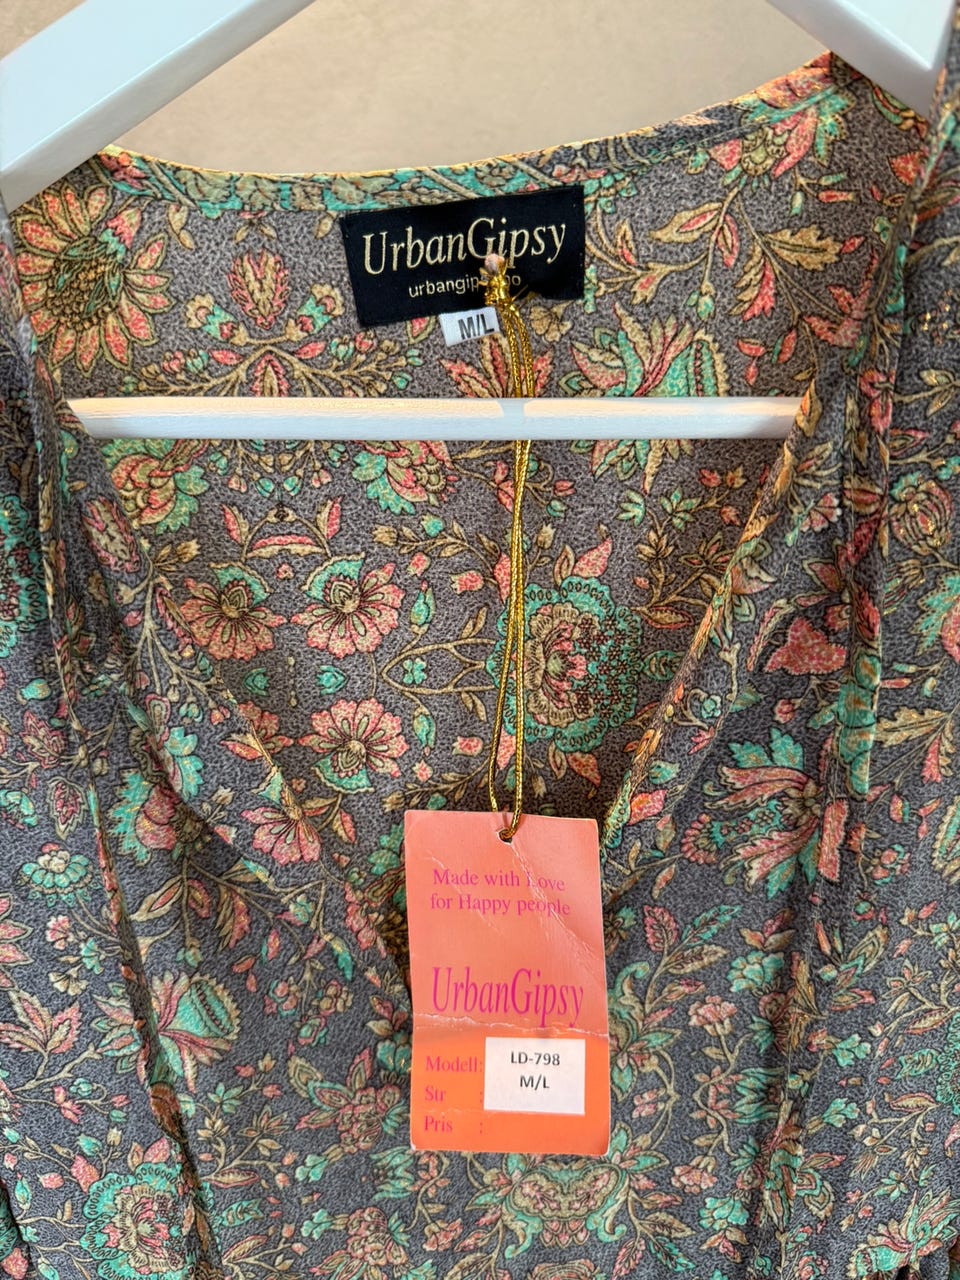 UrbanGipsy
M/L
Made with Love
for Happy people
UrbanGipsy
Modell: LD-798
Str : M/L
Pris :